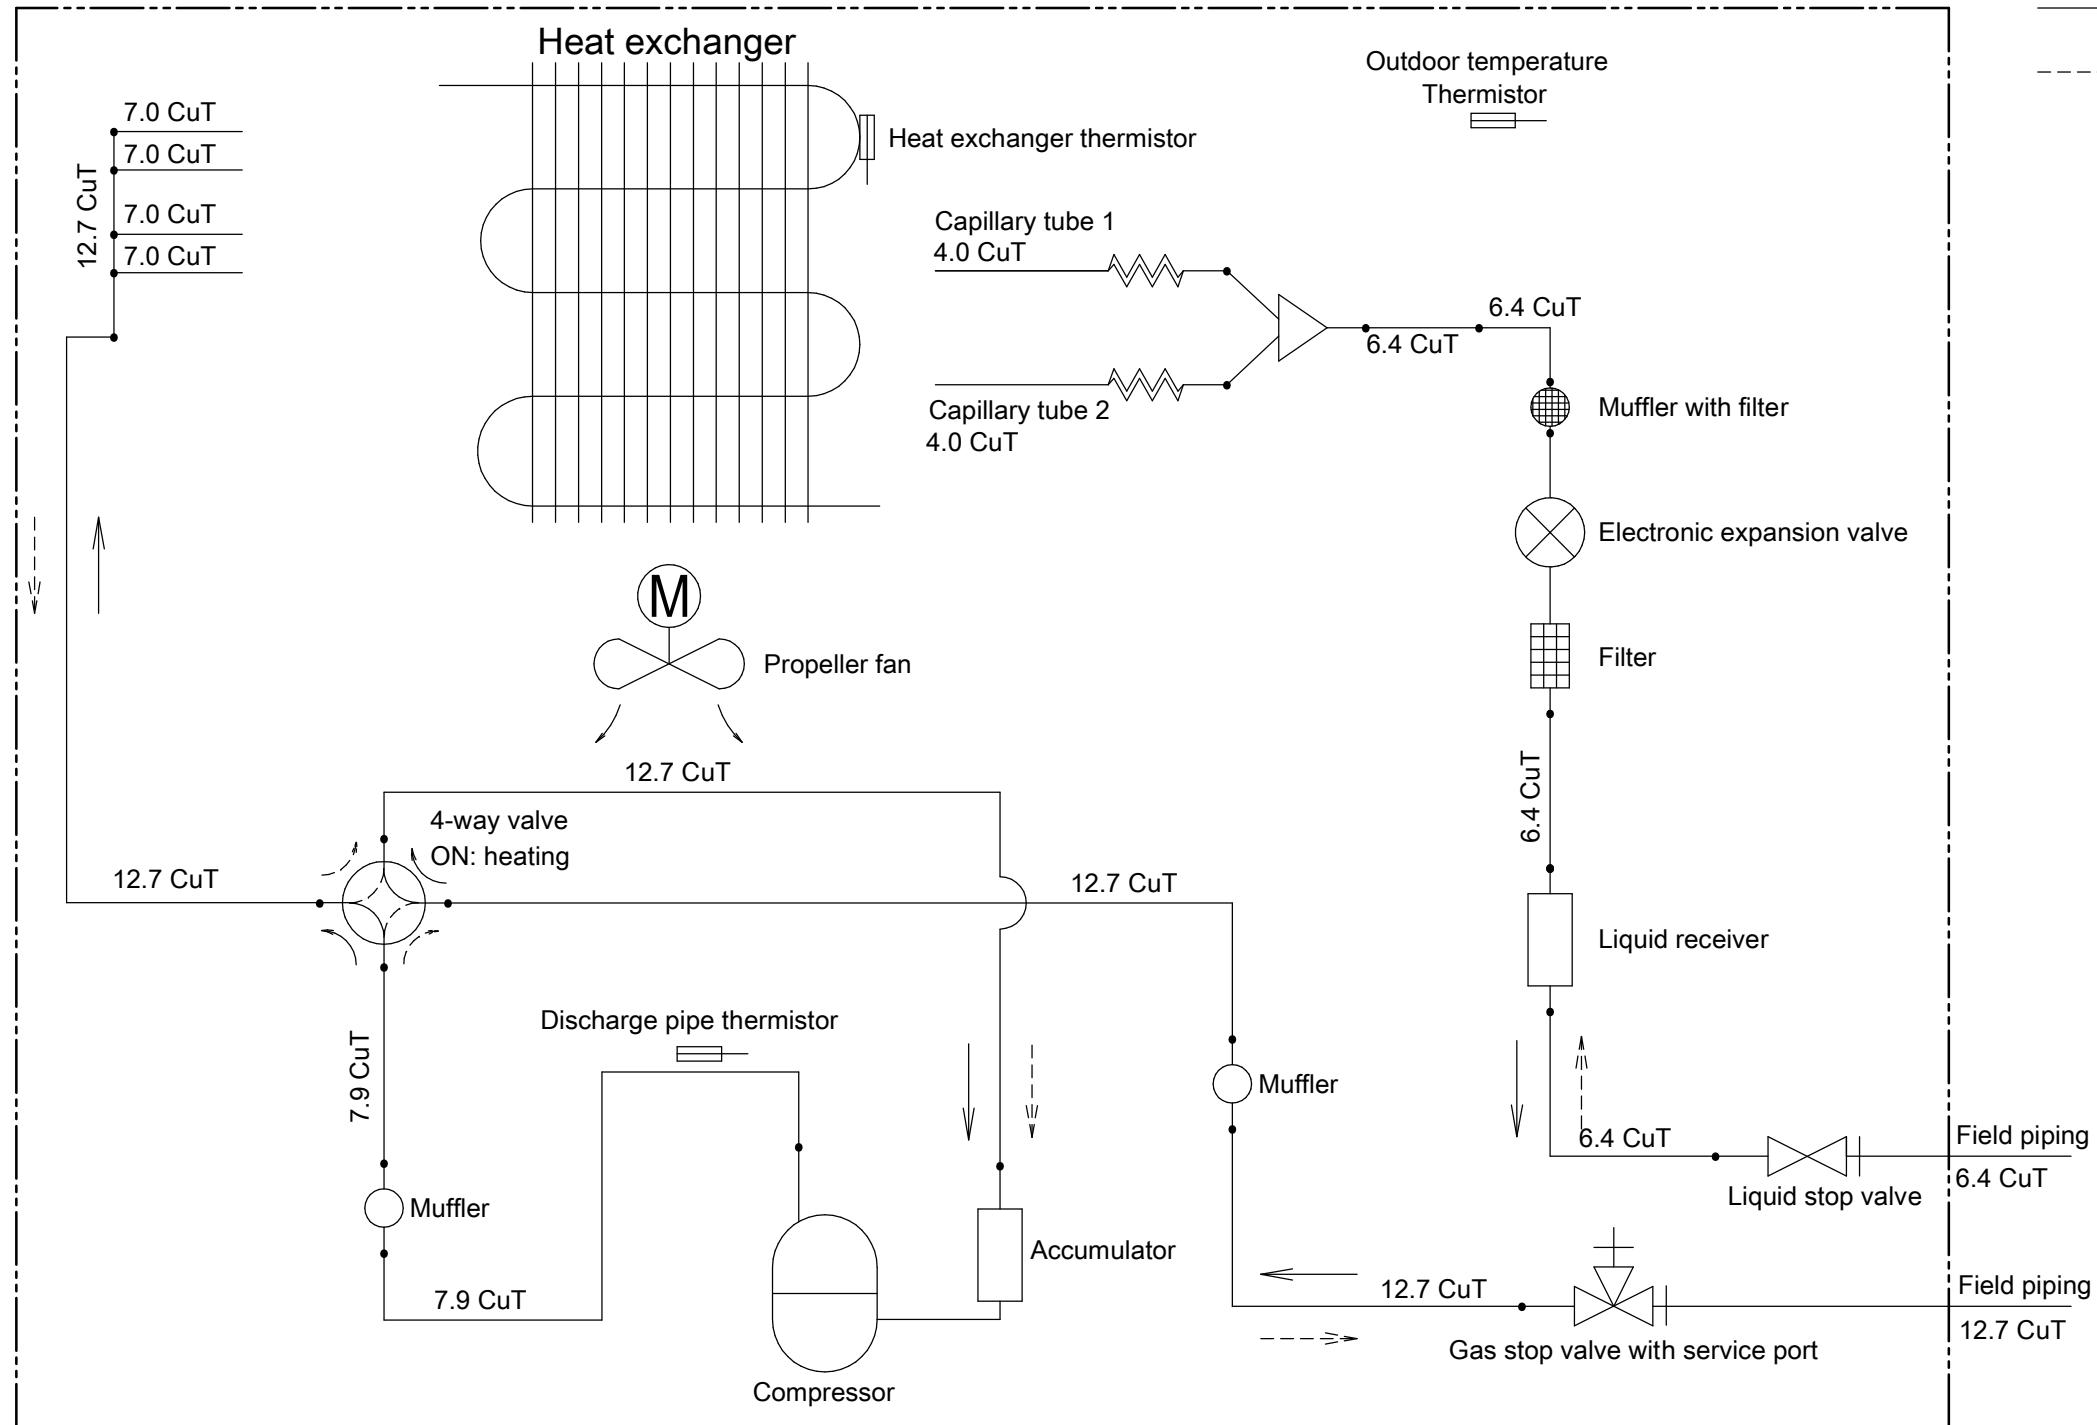 Heat exchanger
Outdoor temperature
Thermistor
7.0 CuT
7.0 CuT
7.0 CuT
7.0 CuT
12.7 CuT
Heat exchanger thermistor
Capillary tube 1
4.0 CuT
6.4 CuT
6.4 CuT
Capillary tube 2
4.0 CuT
Muffler with filter
Electronic expansion valve
M
Propeller fan
Filter
12.7 CuT
6.4 CuT
4-way valve
ON: heating
12.7 CuT
12.7 CuT
Liquid receiver
Discharge pipe thermistor
7.9 CuT
Muffler
6.4 CuT
Field piping
6.4 CuT
Liquid stop valve
Muffler
Accumulator
7.9 CuT
12.7 CuT
Field piping
12.7 CuT
Gas stop valve with service port
Compressor